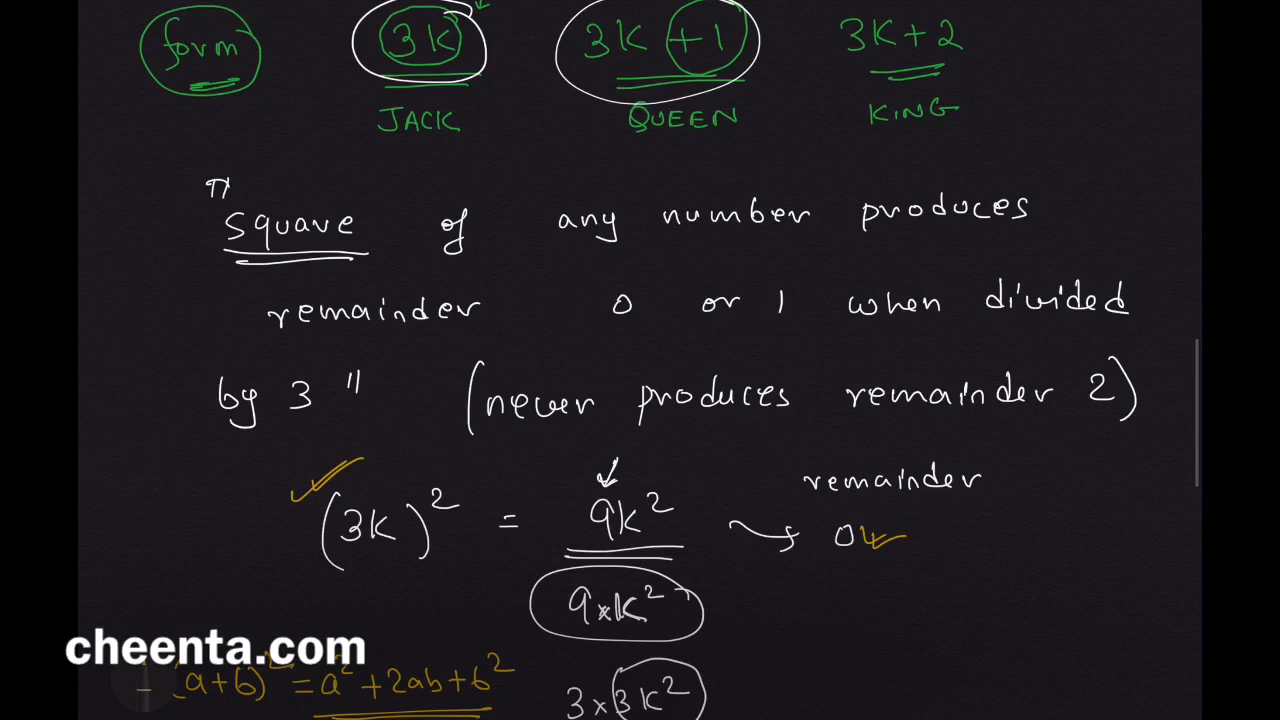 form 3k 3k +1 3k+2
JACK QUEEN KING
"Square of any number produces
remainder 0 or 1 when divided
by 3" (never produces remainder 2)
remainder
(3k)² = 9k² 0
9×k²
cheenta.com
(a+b)² = a²+2ab+b²
3×3k²